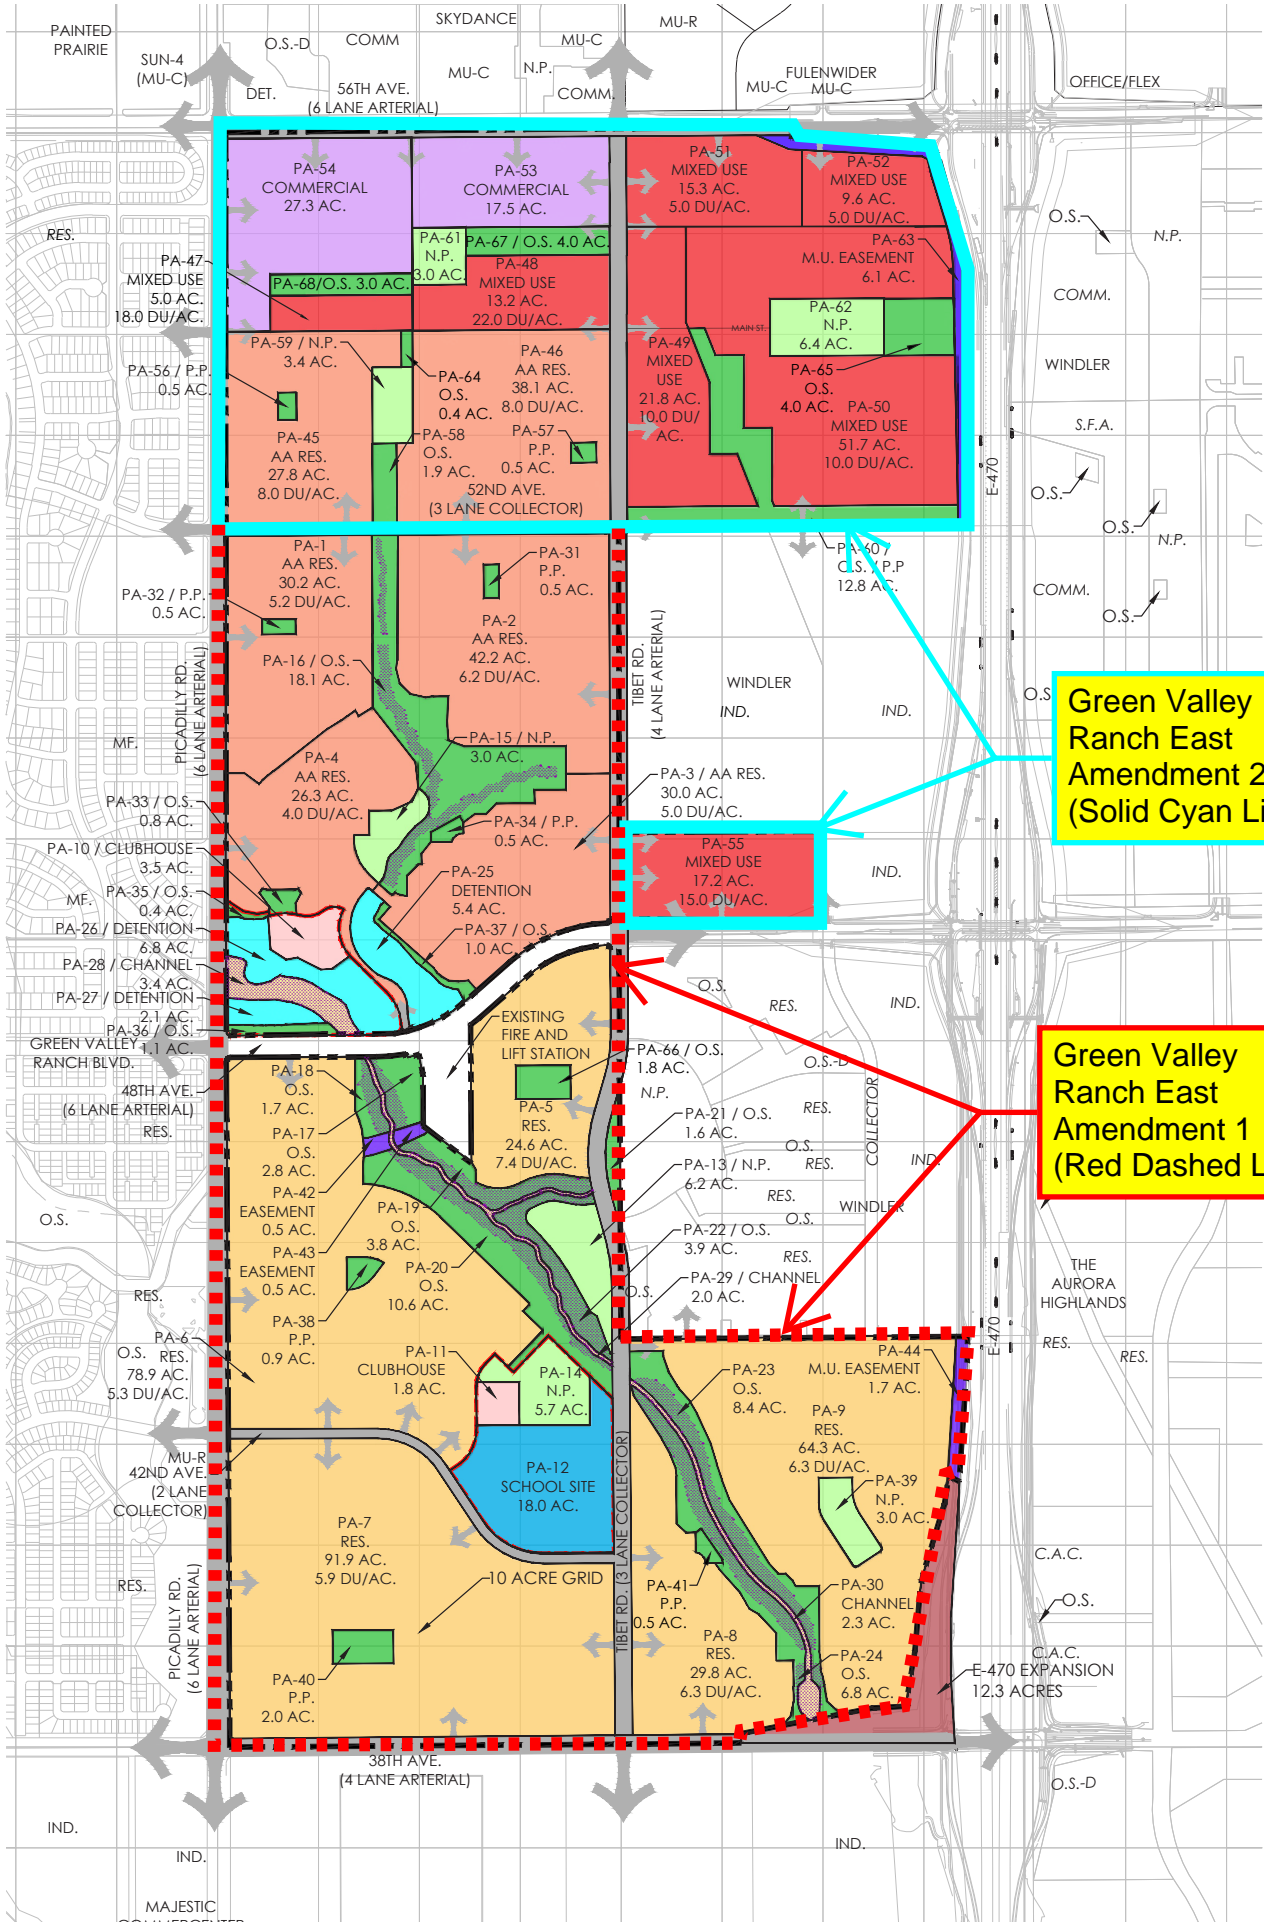 PAINTED
PRAIRIE
SUN-4
(MU-C)
O.S.-D
COMM
SKYDANCE
MU-R
MU-C
MU-C
N.P.
DET.
56TH AVE.
(6 LANE ARTERIAL)
COMM.
FULENWIDER
MU-C
MU-C
OFFICE/FLEX
PA-54
COMMERCIAL
27.3 AC.
PA-53
COMMERCIAL
17.5 AC.
PA-51
MIXED USE
15.3 AC.
5.0 DU/AC.
PA-52
MIXED USE
9.6 AC.
5.0 DU/AC.
RES.
PA-47
MIXED USE
5.0 AC.
18.0 DU/AC.
PA-61
N.P.
3.0 AC.
PA-67 / O.S. 4.0 AC.
PA-68/O.S. 3.0 AC.
PA-48
MIXED USE
13.2 AC.
22.0 DU/AC.
PA-63
M.U. EASEMENT
6.1 AC.
O.S.
N.P.
COMM.
WINDLER
S.F.A.
O.S.
O.S.
N.P.
COMM.
O.S.
PA-62
N.P.
6.4 AC.
MAIN ST.
PA-49
MIXED
USE
21.8 AC.
10.0 DU/
AC.
PA-65
O.S.
4.0 AC.
PA-50
MIXED USE
51.7 AC.
10.0 DU/AC.
E-470
PA-59 / N.P.
3.4 AC.
PA-56 / P.P.
0.5 AC.
PA-64
O.S.
0.4 AC.
PA-46
AA RES.
38.1 AC.
8.0 DU/AC.
PA-45
AA RES.
27.8 AC.
8.0 DU/AC.
PA-58
O.S.
1.9 AC.
PA-57
P.P.
0.5 AC.
52ND AVE.
(3 LANE COLLECTOR)
PA-60 /
O.S. / P.P
12.8 AC.
PA-1
AA RES.
30.2 AC.
5.2 DU/AC.
PA-31
P.P.
0.5 AC.
PA-32 / P.P.
0.5 AC.
PA-2
AA RES.
42.2 AC.
6.2 DU/AC.
PA-16 / O.S.
18.1 AC.
PICADILLY RD.
(6 LANE ARTERIAL)
TIBET RD.
(4 LANE ARTERIAL)
WINDLER
IND.
IND.
O.S
Green Valley
Ranch East
Amendment 2
(Solid Cyan Li
MF.
PA-4
AA RES.
26.3 AC.
4.0 DU/AC.
PA-15 / N.P.
3.0 AC.
PA-3 / AA RES.
30.0 AC.
5.0 DU/AC.
PA-33 / O.S.
0.8 AC.
PA-34 / P.P.
0.5 AC.
PA-10 / CLUBHOUSE
3.5 AC.
PA-25
DETENTION
5.4 AC.
PA-55
MIXED USE
17.2 AC.
15.0 DU/AC.
IND.
MF.
PA-35 / O.S.
0.4 AC.
PA-26 / DETENTION
6.8 AC.
PA-37 / O.S.
1.0 AC.
PA-28 / CHANNEL
3.4 AC.
PA-27 / DETENTION
2.1 AC.
PA-36 / O.S.
1.1 AC.
GREEN VALLEY
RANCH BLVD.
O.S.
RES.
IND.
EXISTING
FIRE AND
LIFT STATION
PA-66 / O.S.
1.8 AC.
O.S.-D
N.P.
48TH AVE.
(6 LANE ARTERIAL)
RES.
PA-18
O.S.
1.7 AC.
PA-17
O.S.
2.8 AC.
PA-5
RES.
24.6 AC.
7.4 DU/AC.
PA-21 / O.S.
1.6 AC.
RES.
COLLECTOR
Green Valley
Ranch East
Amendment 1
(Red Dashed L
O.S.
RES.
IND.
PA-13 / N.P.
6.2 AC.
RES.
O.S.
WINDLER
PA-42
EASEMENT
0.5 AC.
PA-19
O.S.
3.8 AC.
O.S.
PA-22 / O.S.
3.9 AC.
RES.
PA-43
EASEMENT
0.5 AC.
PA-20
O.S.
10.6 AC.
PA-29 / CHANNEL
2.0 AC.
O.S.
THE
AURORA
HIGHLANDS
RES.
PA-38
P.P.
0.9 AC.
PA-6
RES.
78.9 AC.
5.3 DU/AC.
O.S.
PA-11
CLUBHOUSE
1.8 AC.
PA-14
N.P.
5.7 AC.
PA-23
O.S.
8.4 AC.
PA-44
M.U. EASEMENT
1.7 AC.
E-470
RES.
RES.
PA-9
RES.
64.3 AC.
6.3 DU/AC.
MU-R
42ND AVE.
(2 LANE
COLLECTOR)
PA-12
SCHOOL SITE
18.0 AC.
PA-39
N.P.
3.0 AC.
PA-7
RES.
91.9 AC.
5.9 DU/AC.
10 ACRE GRID
TIBET RD. (3 LANE COLLECTOR)
C.A.C.
RES.
PICADILLY RD.
(6 LANE ARTERIAL)
PA-41
P.P.
0.5 AC.
PA-30
CHANNEL
2.3 AC.
O.S.
PA-8
RES.
29.8 AC.
6.3 DU/AC.
PA-24
O.S.
6.8 AC.
C.A.C.
E-470 EXPANSION
12.3 ACRES
PA-40
P.P.
2.0 AC.
38TH AVE.
(4 LANE ARTERIAL)
O.S.-D
IND.
IND.
IND.
MAJESTIC
COMMERCENTER